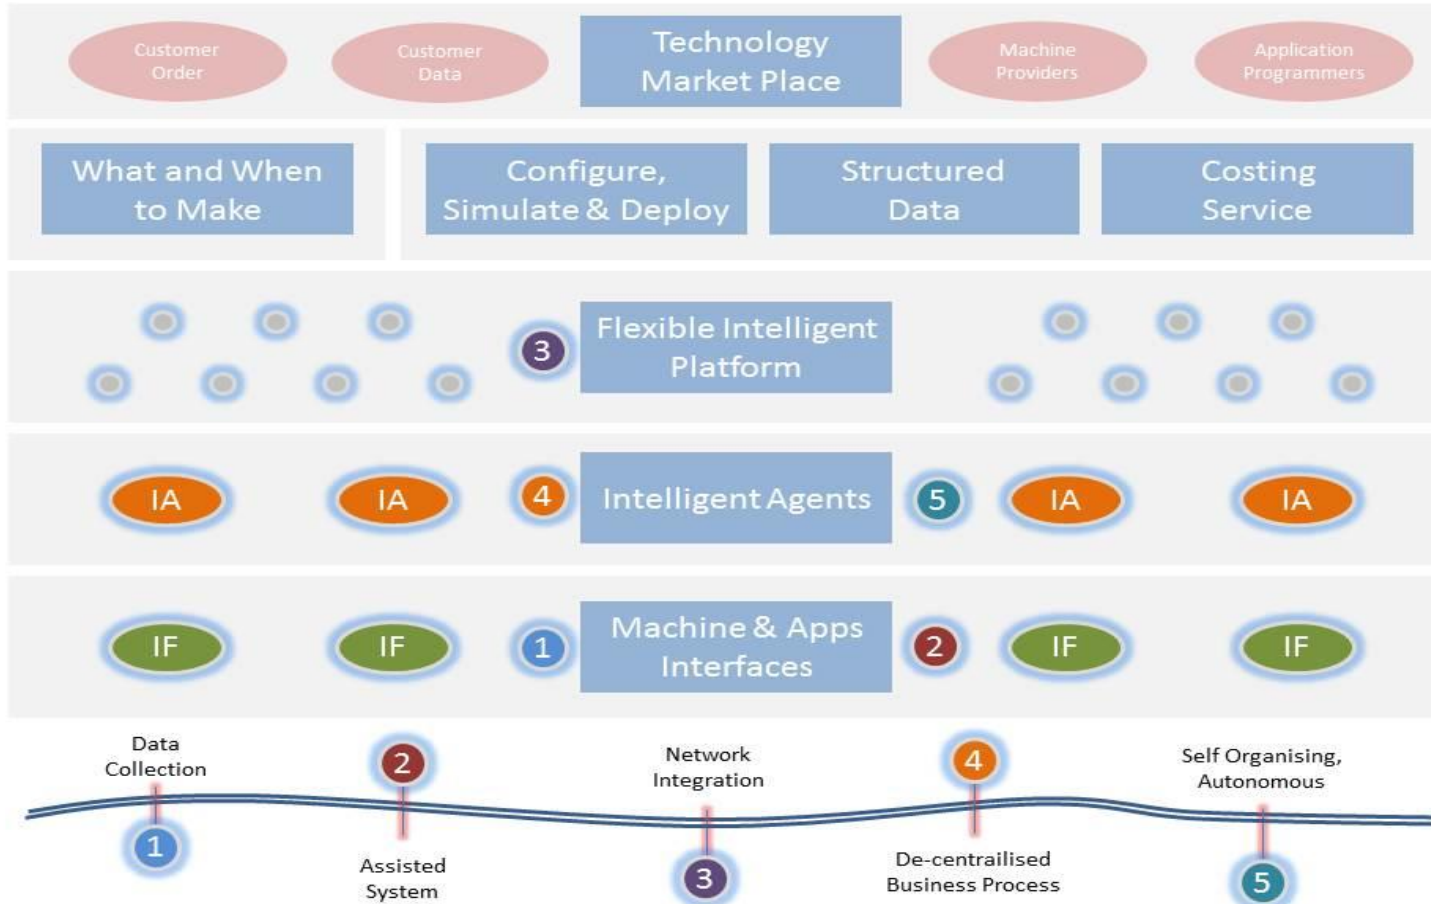 Customer
Order
Customer
Data
Technology
Market Place
Machine
Providers
Application
Programmers
What and When
to Make
Configure,
Simulate & Deploy
Structured
Data
Costing
Service
3
Flexible Intelligent
Platform
IA
IA
4
Intelligent Agents
5
IA
IA
IF
IF
1
Machine & Apps
Interfaces
2
IF
IF
Data
Collection
1
2
Assisted
System
Network
Integration
3
4
De-centrailised
Business Process
Self Organising,
Autonomous
5